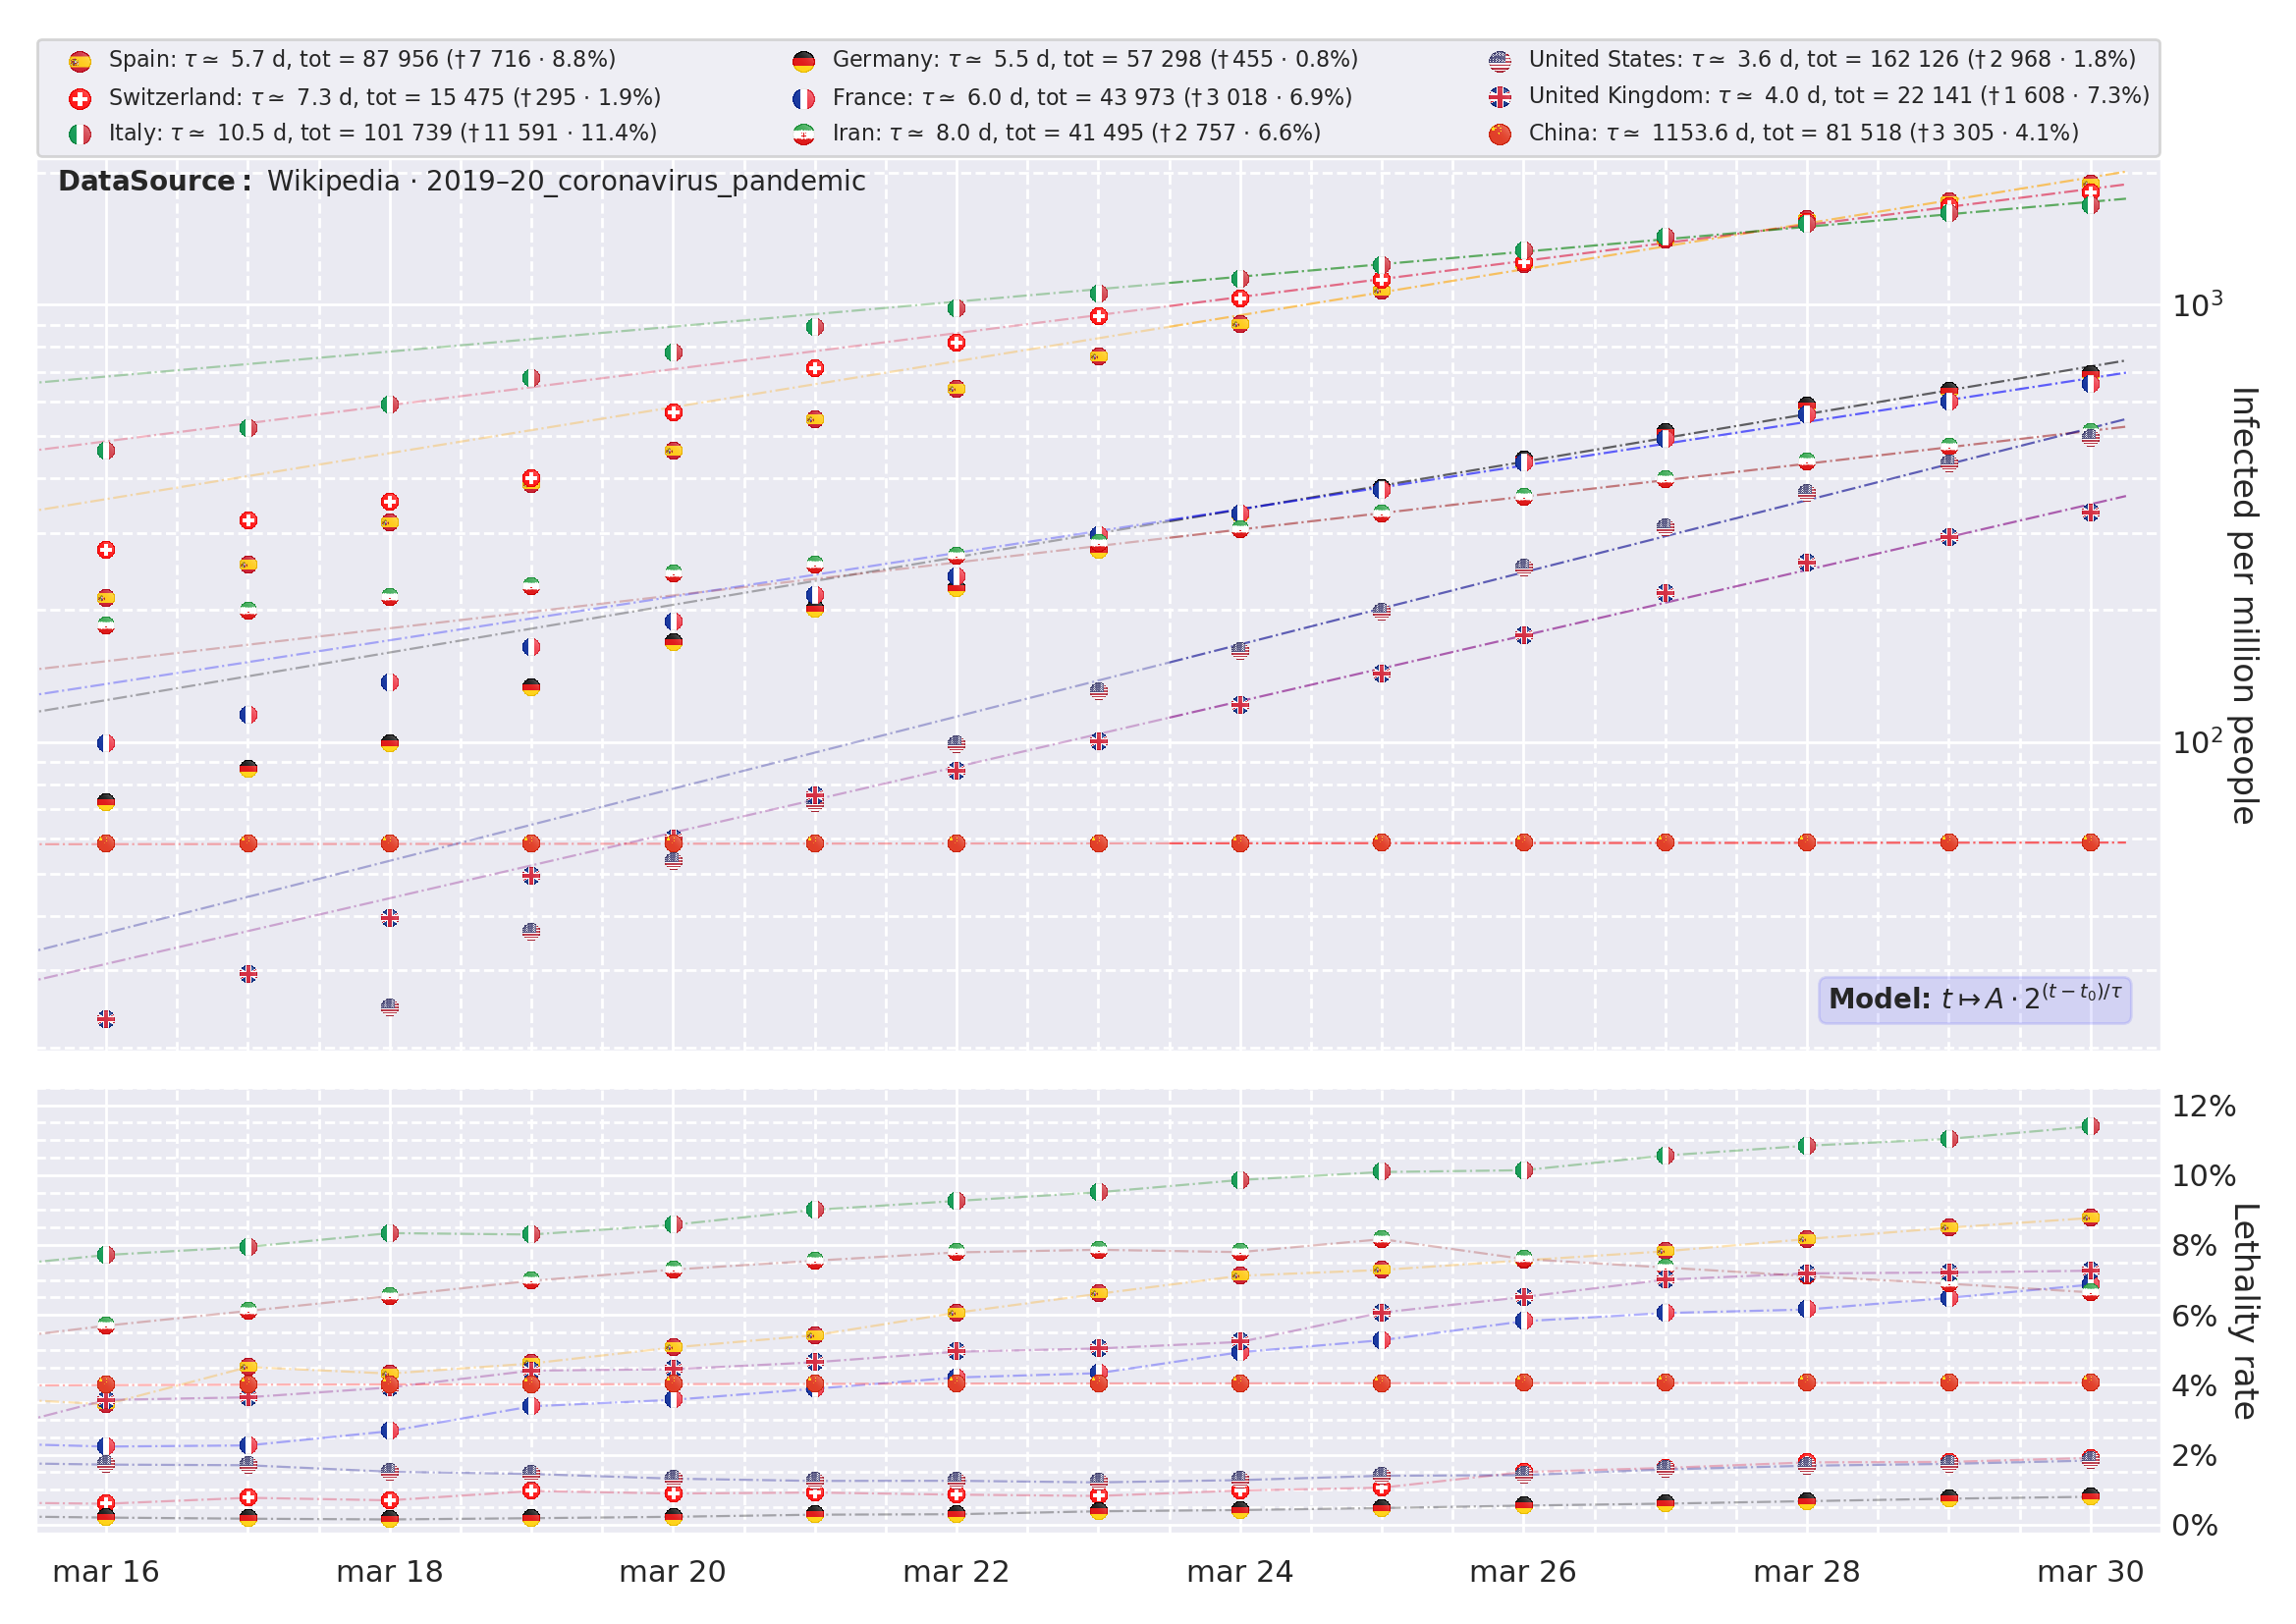 Spain: τ ≃ 5.7 d, tot = 87 956 († 7 716 · 8.8%)
Switzerland: τ ≃ 7.3 d, tot = 15 475 († 295 · 1.9%)
Italy: τ ≃ 10.5 d, tot = 101 739 († 11 591 · 11.4%)
Germany: τ ≃ 5.5 d, tot = 57 298 († 455 · 0.8%)
France: τ ≃ 6.0 d, tot = 43 973 († 3 018 · 6.9%)
Iran: τ ≃ 8.0 d, tot = 41 495 († 2 757 · 6.6%)
United States: τ ≃ 3.6 d, tot = 162 126 († 2 968 · 1.8%)
United Kingdom: τ ≃ 4.0 d, tot = 22 141 († 1 608 · 7.3%)
China: τ ≃ 1153.6 d, tot = 81 518 († 3 305 · 4.1%)
DataSource: Wikipedia · 2019–20_coronavirus_pandemic
10³
10²
Infected per million people
Model: t ↦ A · 2^(t − t₀)/τ
12%
10%
8%
6%
4%
2%
0%
Lethality rate
mar 16
mar 18
mar 20
mar 22
mar 24
mar 26
mar 28
mar 30